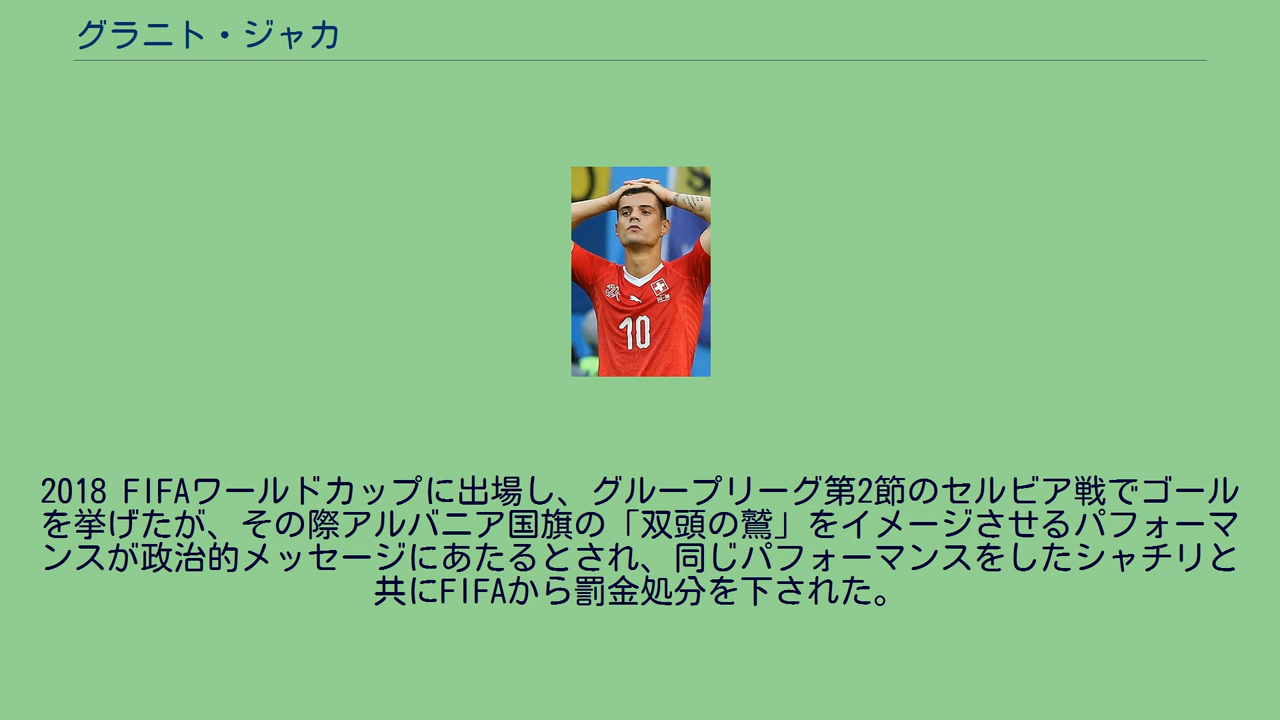 グラニト・ジャカ
10
2018 FIFAワールドカップに出場し、グループリーグ第2節のセルビア戦でゴール
を挙げたが、その際アルバニア国旗の「双頭の鷲」をイメージさせるパフォーマ
ンスが政治的メッセージにあたるとされ、同じパフォーマンスをしたシャチリと
共にFIFAから罰金処分を下された。